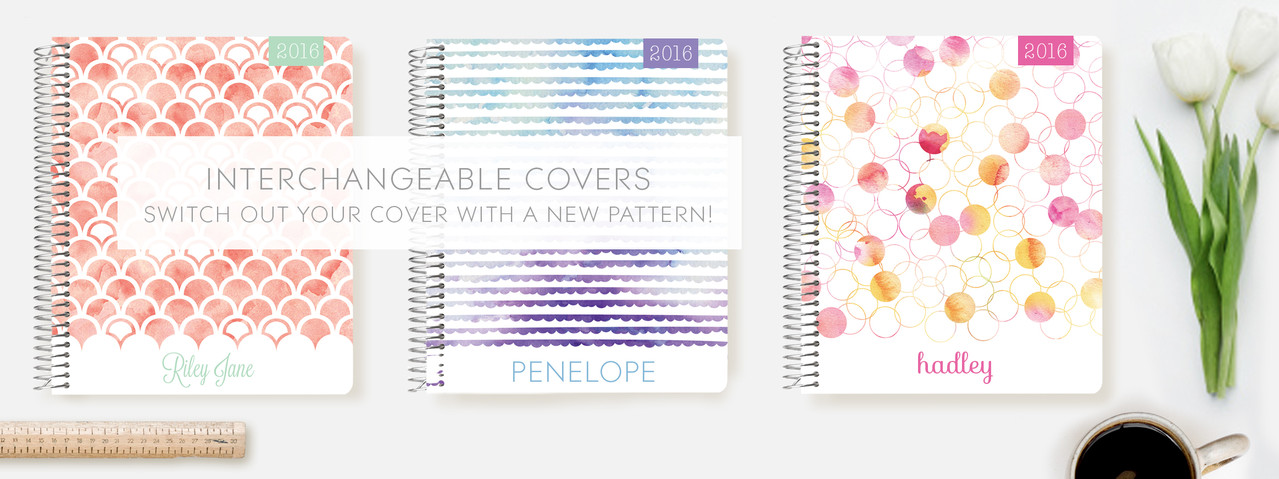 2016
2016
2016
INTERCHANGEABLE COVERS
SWITCH OUT YOUR COVER WITH A NEW PATTERN!
Riley Jane
PENELOPE
hadley